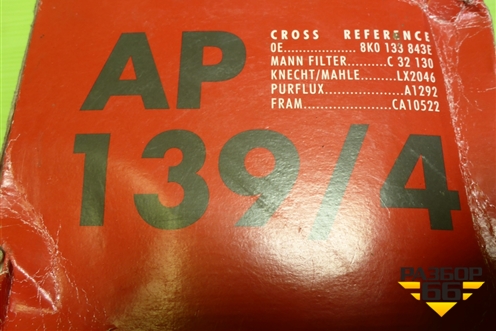 AP
139/4
CROSS REFERENCE
OE.................. 8K0 133 843E
MANN FILTER.......... C 32 130
KNECHT/MAHLE........LX2046
PURFLUX.....................A1292
FRAM......................CA10522
РАЗБОР
66